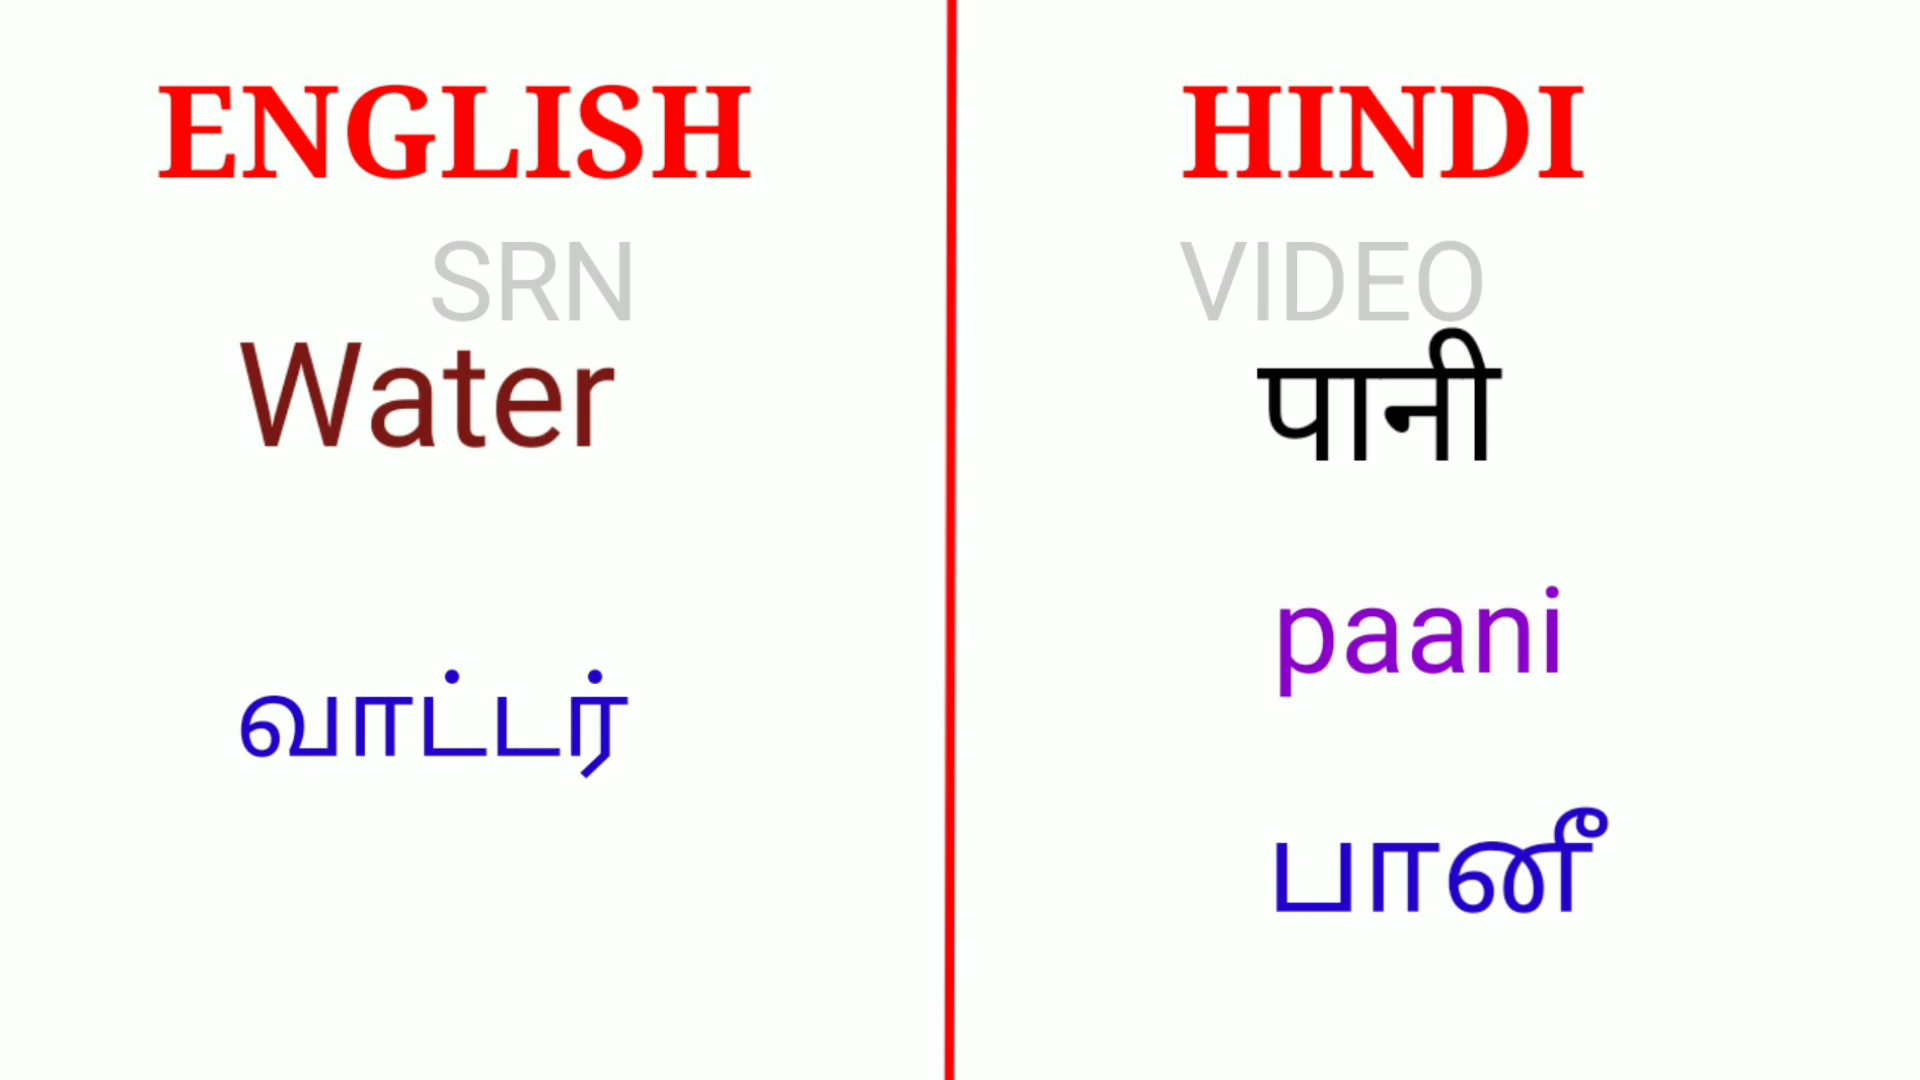 ENGLISH
SRN
Water
வாட்டர்
HINDI
VIDEO
पानी
paani
பானீ